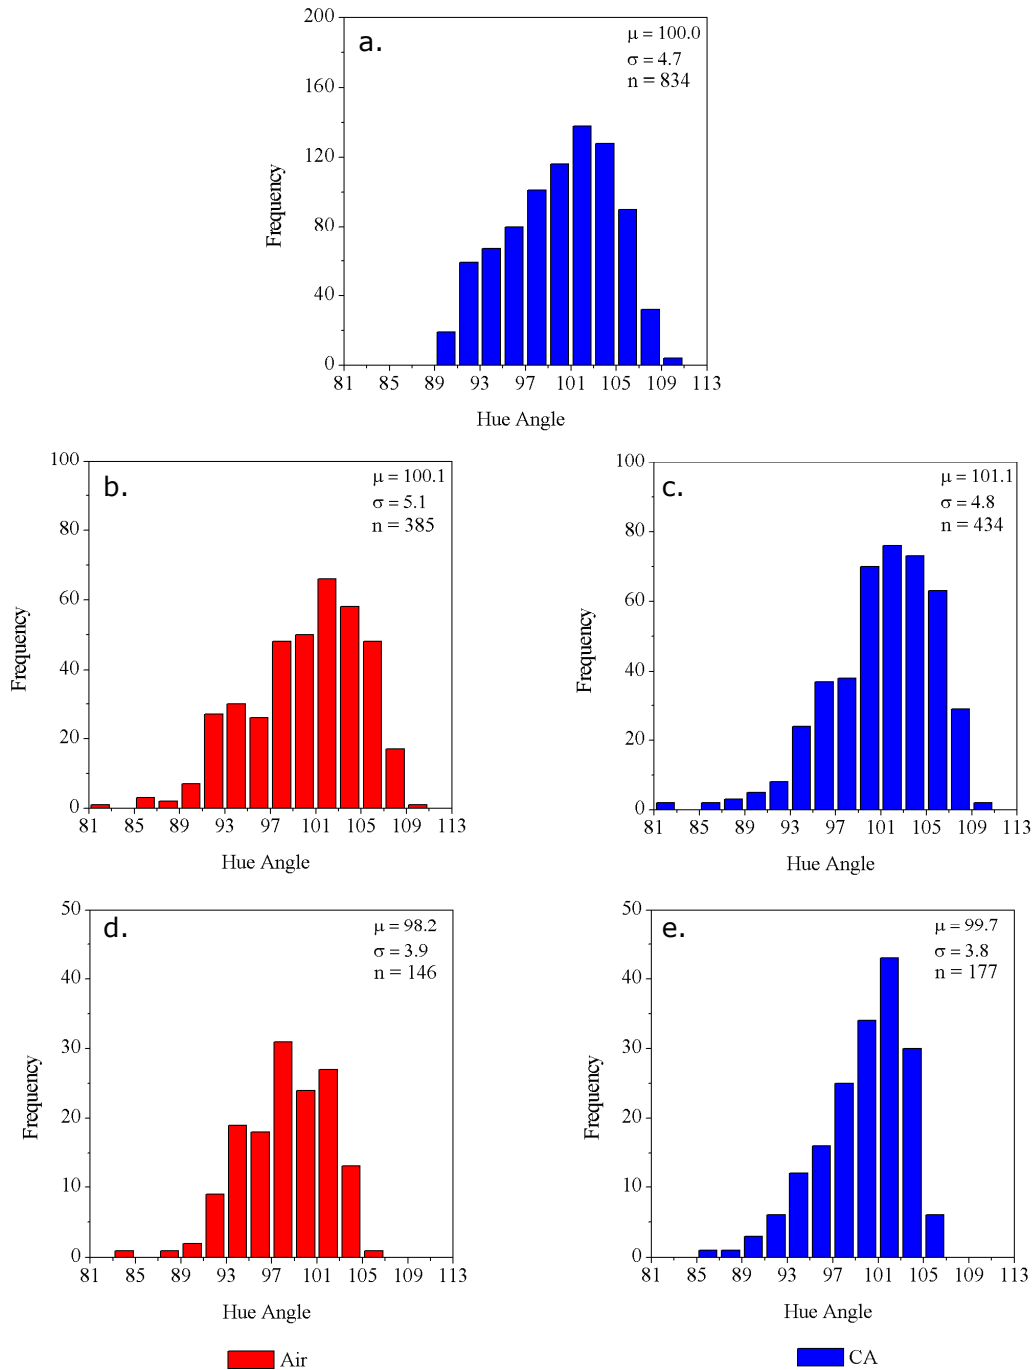 a.
μ = 100.0
σ = 4.7
n = 834
200
160
120
80
40
0
Frequency
81 85 89 93 97 101 105 109 113
Hue Angle
b.
μ = 100.1
σ = 5.1
n = 385
100
80
60
40
20
0
Frequency
81 85 89 93 97 101 105 109 113
Hue Angle
c.
μ = 101.1
σ = 4.8
n = 434
100
80
60
40
20
0
Frequency
81 85 89 93 97 101 105 109 113
Hue Angle
d.
μ = 98.2
σ = 3.9
n = 146
50
40
30
20
10
0
Frequency
81 85 89 93 97 101 105 109 113
Hue Angle
e.
μ = 99.7
σ = 3.8
n = 177
50
40
30
20
10
0
Frequency
81 85 89 93 97 101 105 109 113
Hue Angle
Air
CA